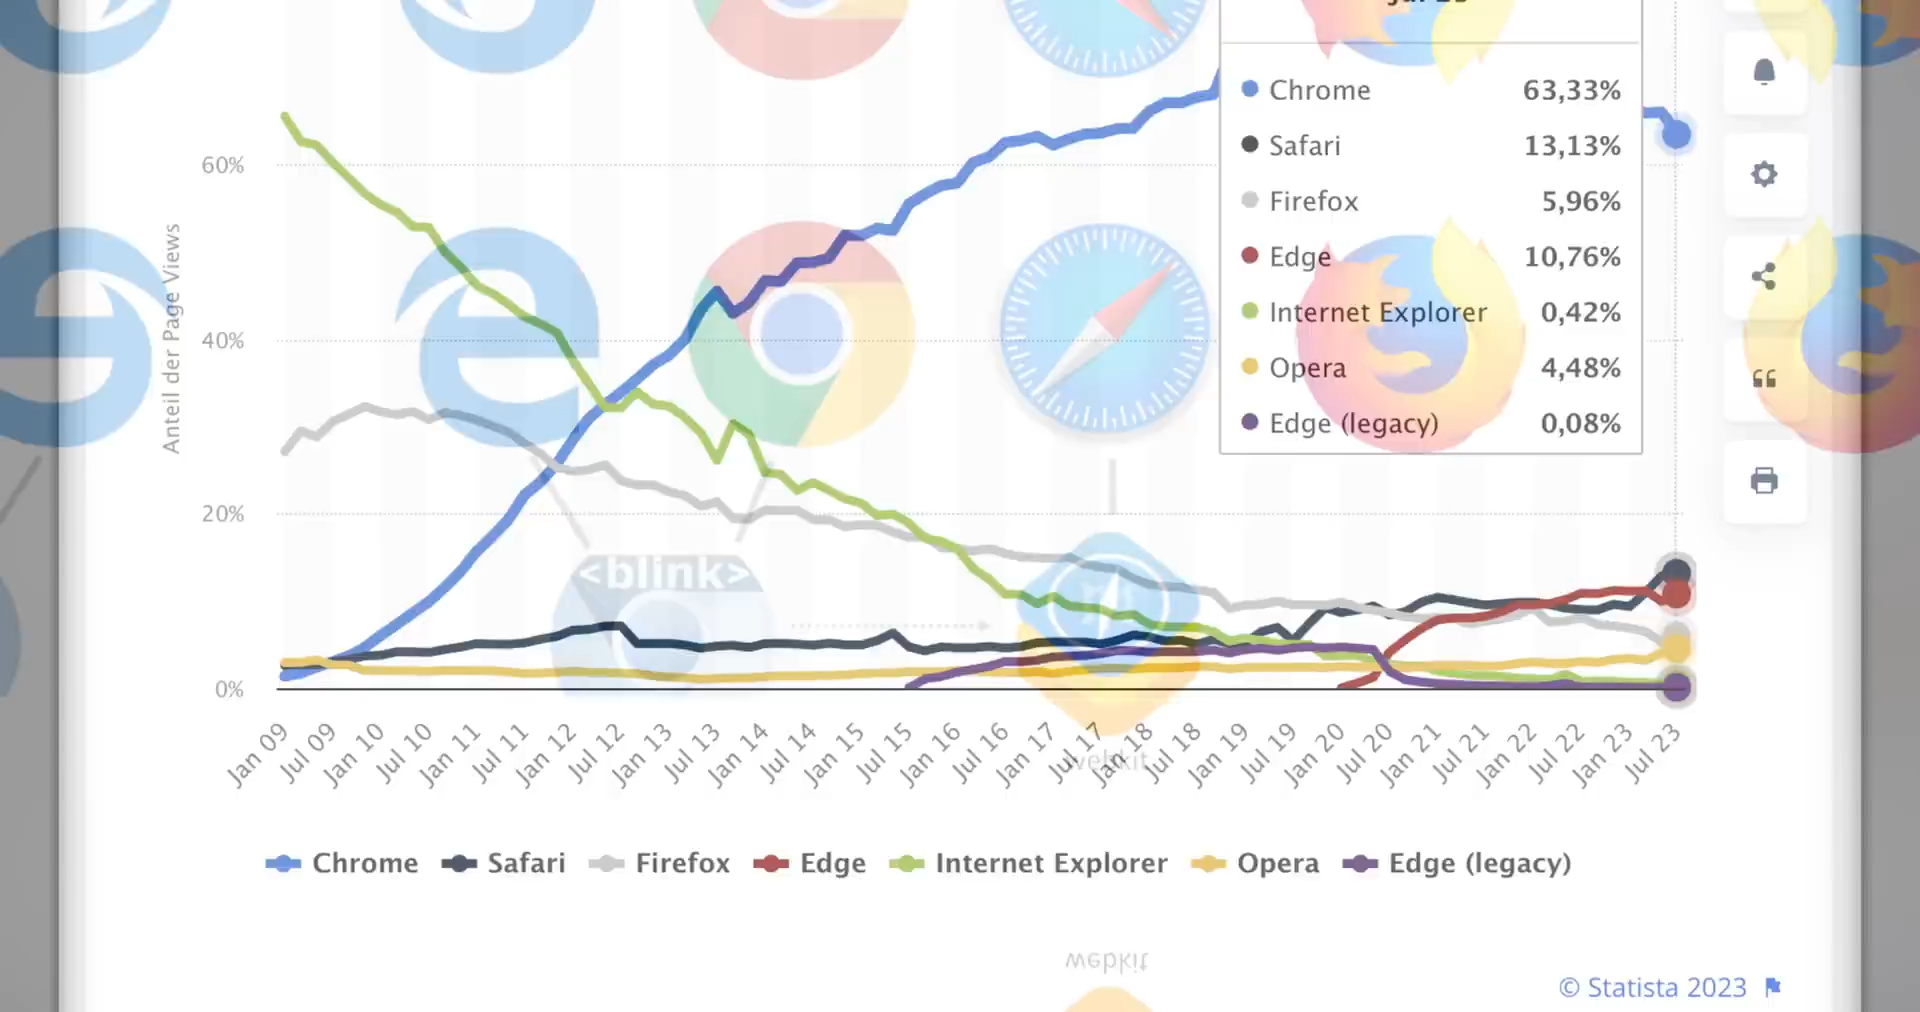 Chrome 63,33%
Safari 13,13%
Firefox 5,96%
Edge 10,76%
Internet Explorer 0,42%
Opera 4,48%
Edge (legacy) 0,08%
Anteil der Page Views
60%
40%
20%
0%
<blink>
Jan 09
Jul 09
Jan 10
Jul 10
Jan 11
Jul 11
Jan 12
Jul 12
Jan 13
Jul 13
Jan 14
Jul 14
Jan 15
Jul 15
Jan 16
Jul 16
Jan 17
Jul 17
Jan 18
Jul 18
Jan 19
Jul 19
Jan 20
Jul 20
Jan 21
Jul 21
Jan 22
Jul 22
Jan 23
Jul 23
webkit
Chrome Safari Firefox Edge Internet Explorer Opera Edge (legacy)
webkit
© Statista 2023